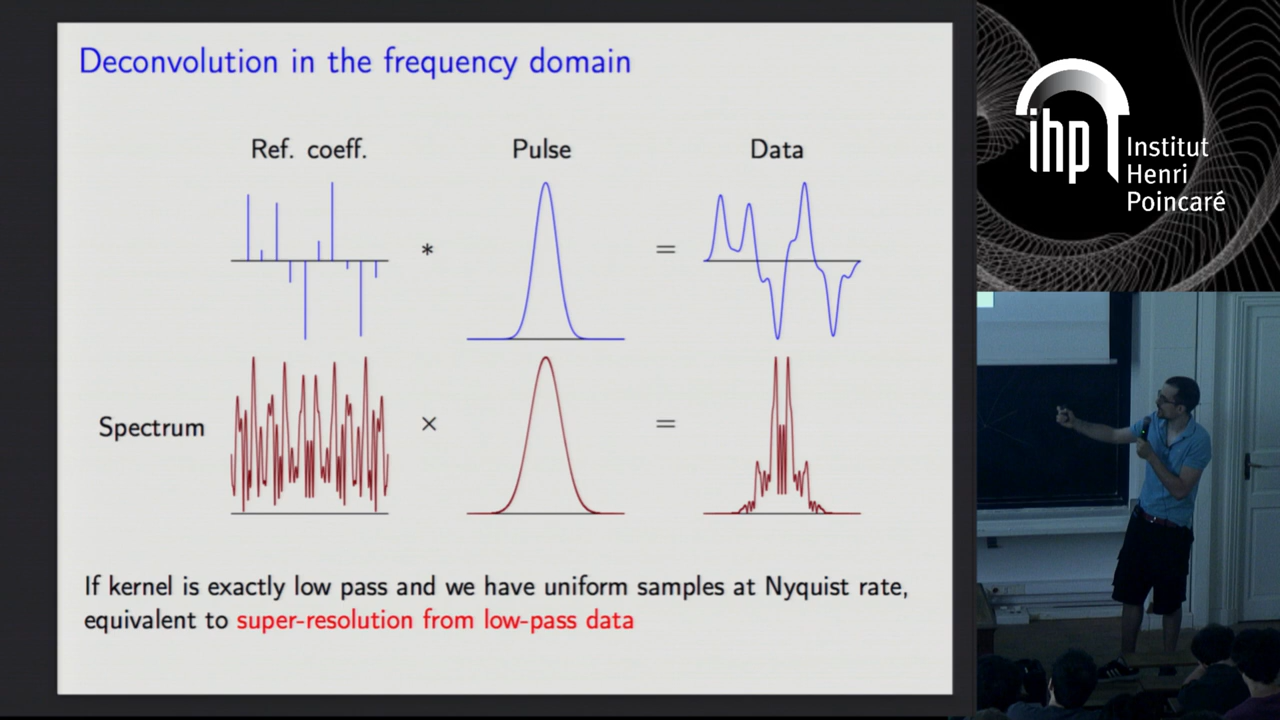 Deconvolution in the frequency domain
Ref. coeff.
Pulse
Data
*
=
Spectrum
×
=
If kernel is exactly low pass and we have uniform samples at Nyquist rate,
equivalent to super-resolution from low-pass data
ihp
Institut
Henri
Poincaré